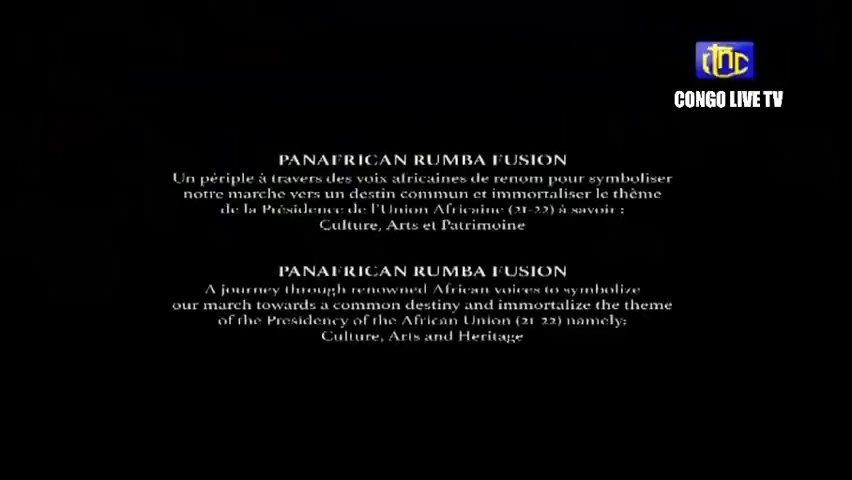 rtnc
CONGO LIVE TV
PANAFRICAN RUMBA FUSION
Un périple à travers des voix africaines de renom pour symboliser
notre marche vers un destin commun et immortaliser le thème
de la Présidence de l'Union Africaine (21-22) à savoir :
Culture, Arts et Patrimoine
PANAFRICAN RUMBA FUSION
A journey through renowned African voices to symbolize
our march towards a common destiny and immortalize the theme
of the Presidency of the African Union (21-22) namely:
Culture, Arts and Heritage